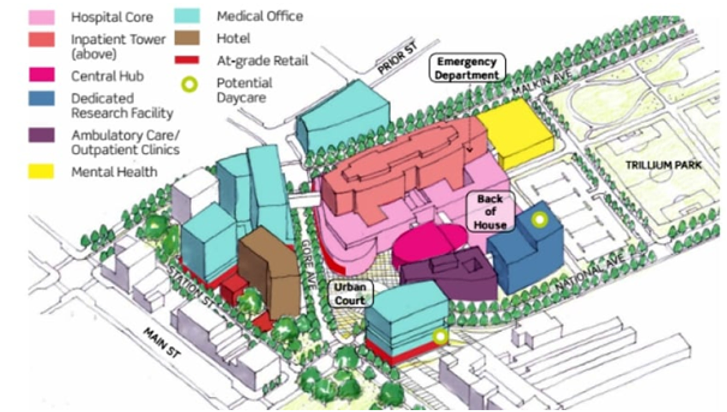 Hospital Core
Inpatient Tower
(above)
Central Hub
Dedicated
Research Facility
Ambulatory Care/
Outpatient Clinics
Mental Health
Medical Office
Hotel
At-grade Retail
Potential
Daycare
PRIOR ST
Emergency
Department
MALKIN AVE
TRILLIUM PARK
Back
of
House
NATIONAL AVE
GORE AVE
Urban
Court
STATION ST
MAIN ST